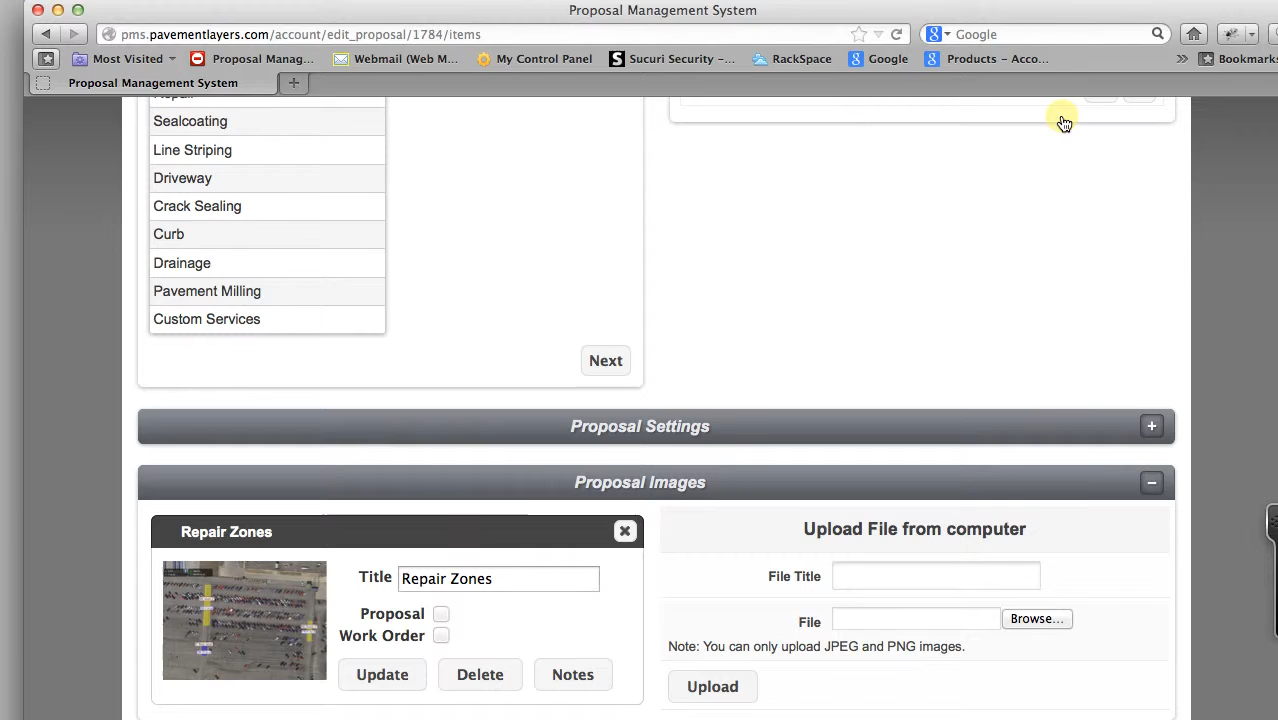 Proposal Management System
pms.pavementlayers.com/account/edit_proposal/1784/items
Google
Most Visited
Proposal Manag...
Webmail (Web M...
My Control Panel
Sucuri Security –...
RackSpace
Google
Products – Acco...
Bookmarks
Proposal Management System
Repair
Sealcoating
Line Striping
Driveway
Crack Sealing
Curb
Drainage
Pavement Milling
Custom Services
Next
Proposal Settings
Proposal Images
Repair Zones
Title Repair Zones
Proposal
Work Order
Update Delete Notes
Upload File from computer
File Title
File Browse...
Note: You can only upload JPEG and PNG images.
Upload